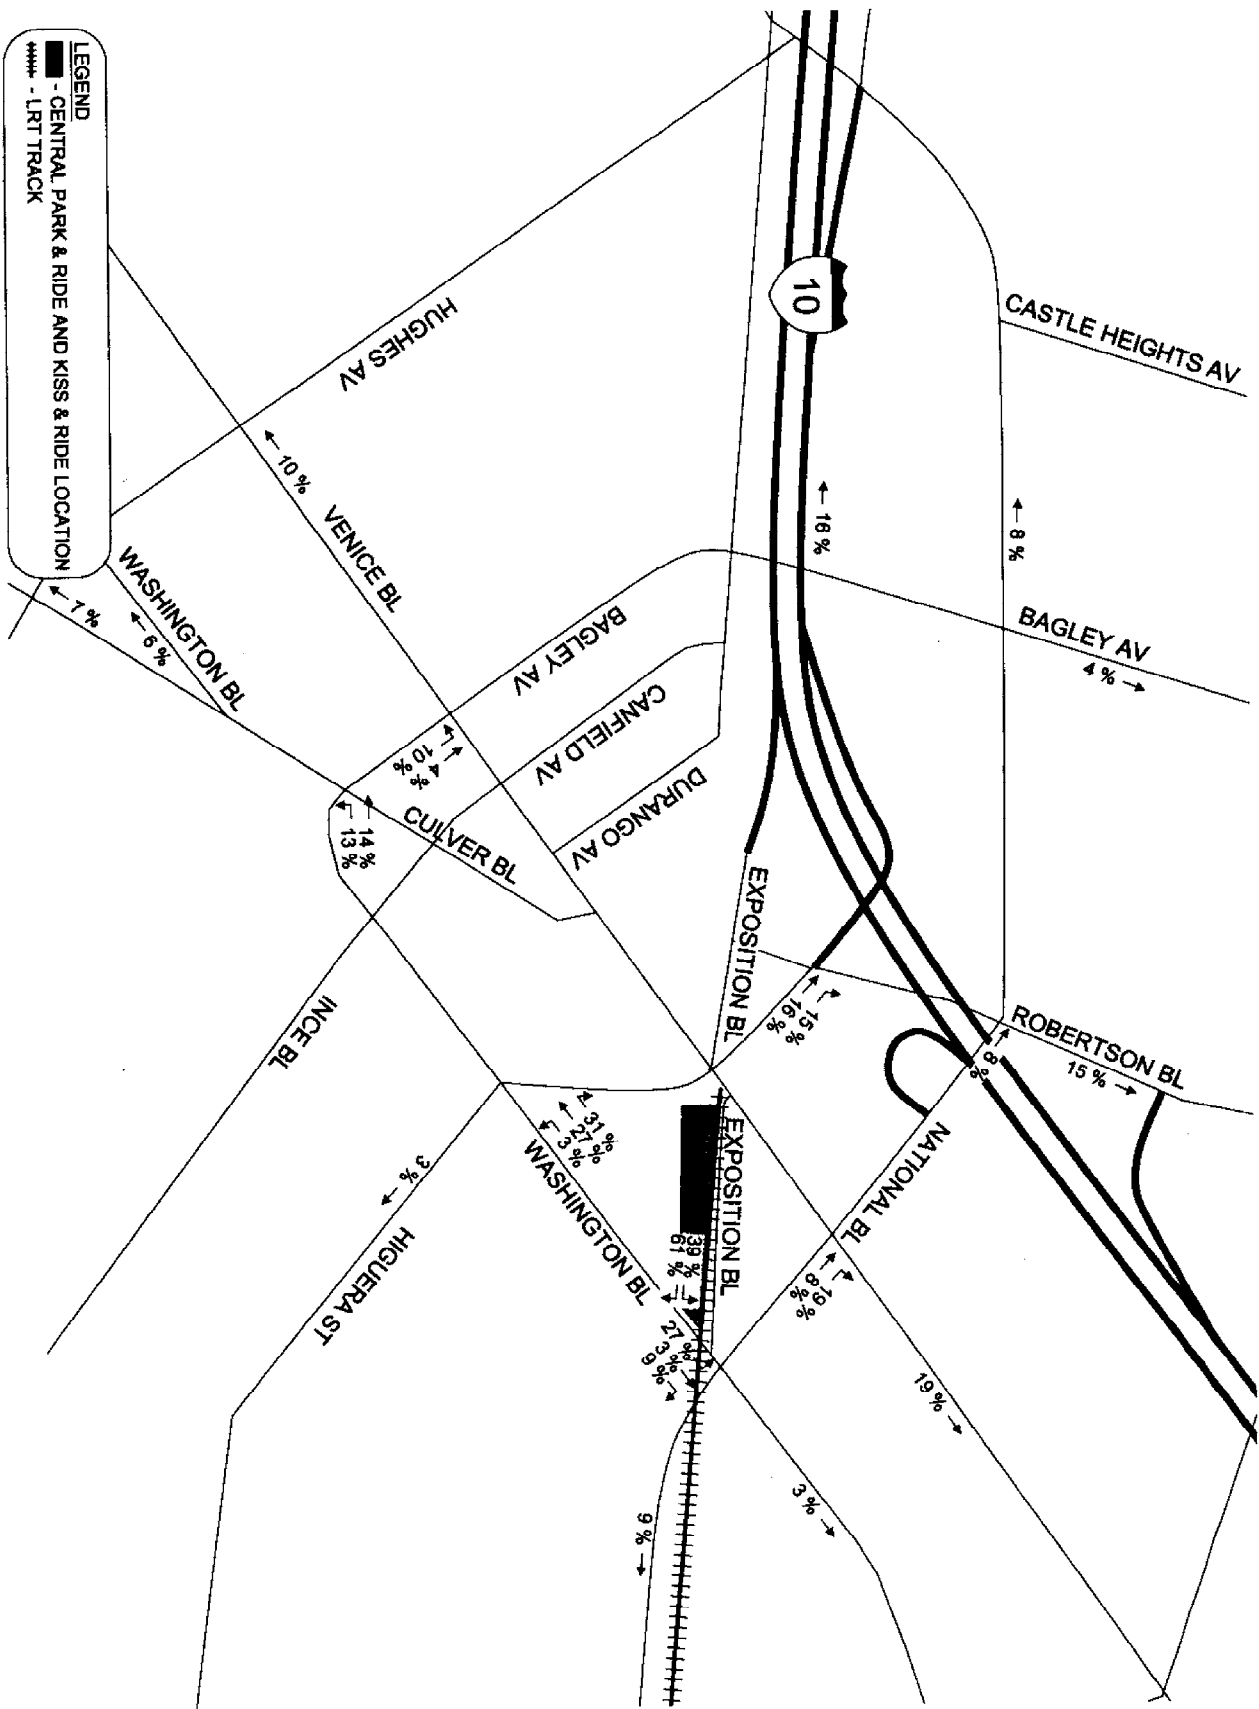 LEGEND
- CENTRAL PARK & RIDE AND KISS & RIDE LOCATION
- LRT TRACK
10
CASTLE HEIGHTS AV
HUGHES AV
← 10 %
VENICE BL
← 16 %
← 8 %
BAGLEY AV
4 % →
WASHINGTON BL
← 7 %
← 6 %
BAGLEY AV
CANFIELD AV
DURANGO AV
10 %
4 %
CULVER BL
14 %
13 %
EXPOSITION BL
15 %
16 %
ROBERTSON BL
15 % →
8 %
INCE BL
NATIONAL BL
31 %
27 %
3 %
WASHINGTON BL
EXPOSITION BL
39 %
61 %
3 % →
HIGUERA ST
19 %
8 %
27 %
3 %
9 %
19 % →
3 % →
9 % →